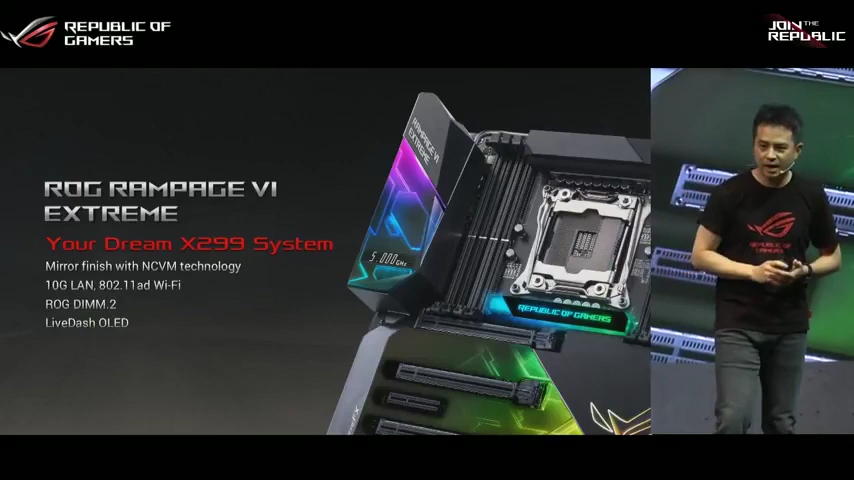 REPUBLIC OF
GAMERS
JOIN THE
REPUBLIC
ROG RAMPAGE VI
EXTREME
Your Dream X299 System
Mirror finish with NCVM technology
10G LAN, 802.11ad Wi-Fi
ROG DIMM.2
LiveDash OLED
RAMPAGE VI
EXTREME
5.000GHz
REPUBLIC OF GAMERS
REPUBLIC OF
GAMERS